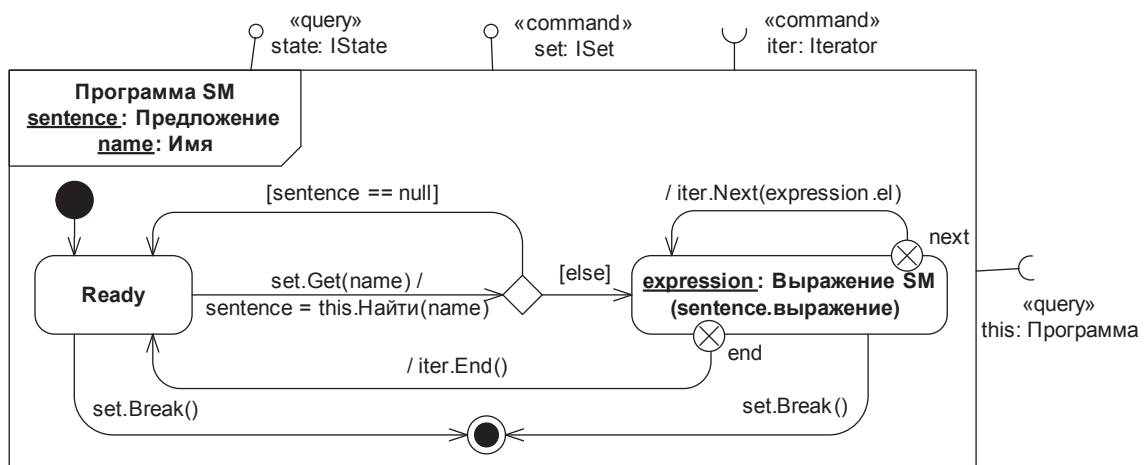 «query»
state: IState
«command»
set: ISet
«command»
iter: Iterator
Программа SM
sentence: Предложение
name: Имя
[sentence == null]
/ iter.Next(expression.el)
next
Ready
set.Get(name) /
sentence = this.Найти(name)
[else]
expression: Выражение SM
(sentence.выражение)
«query»
this: Программа
end
/ iter.End()
set.Break()
set.Break()